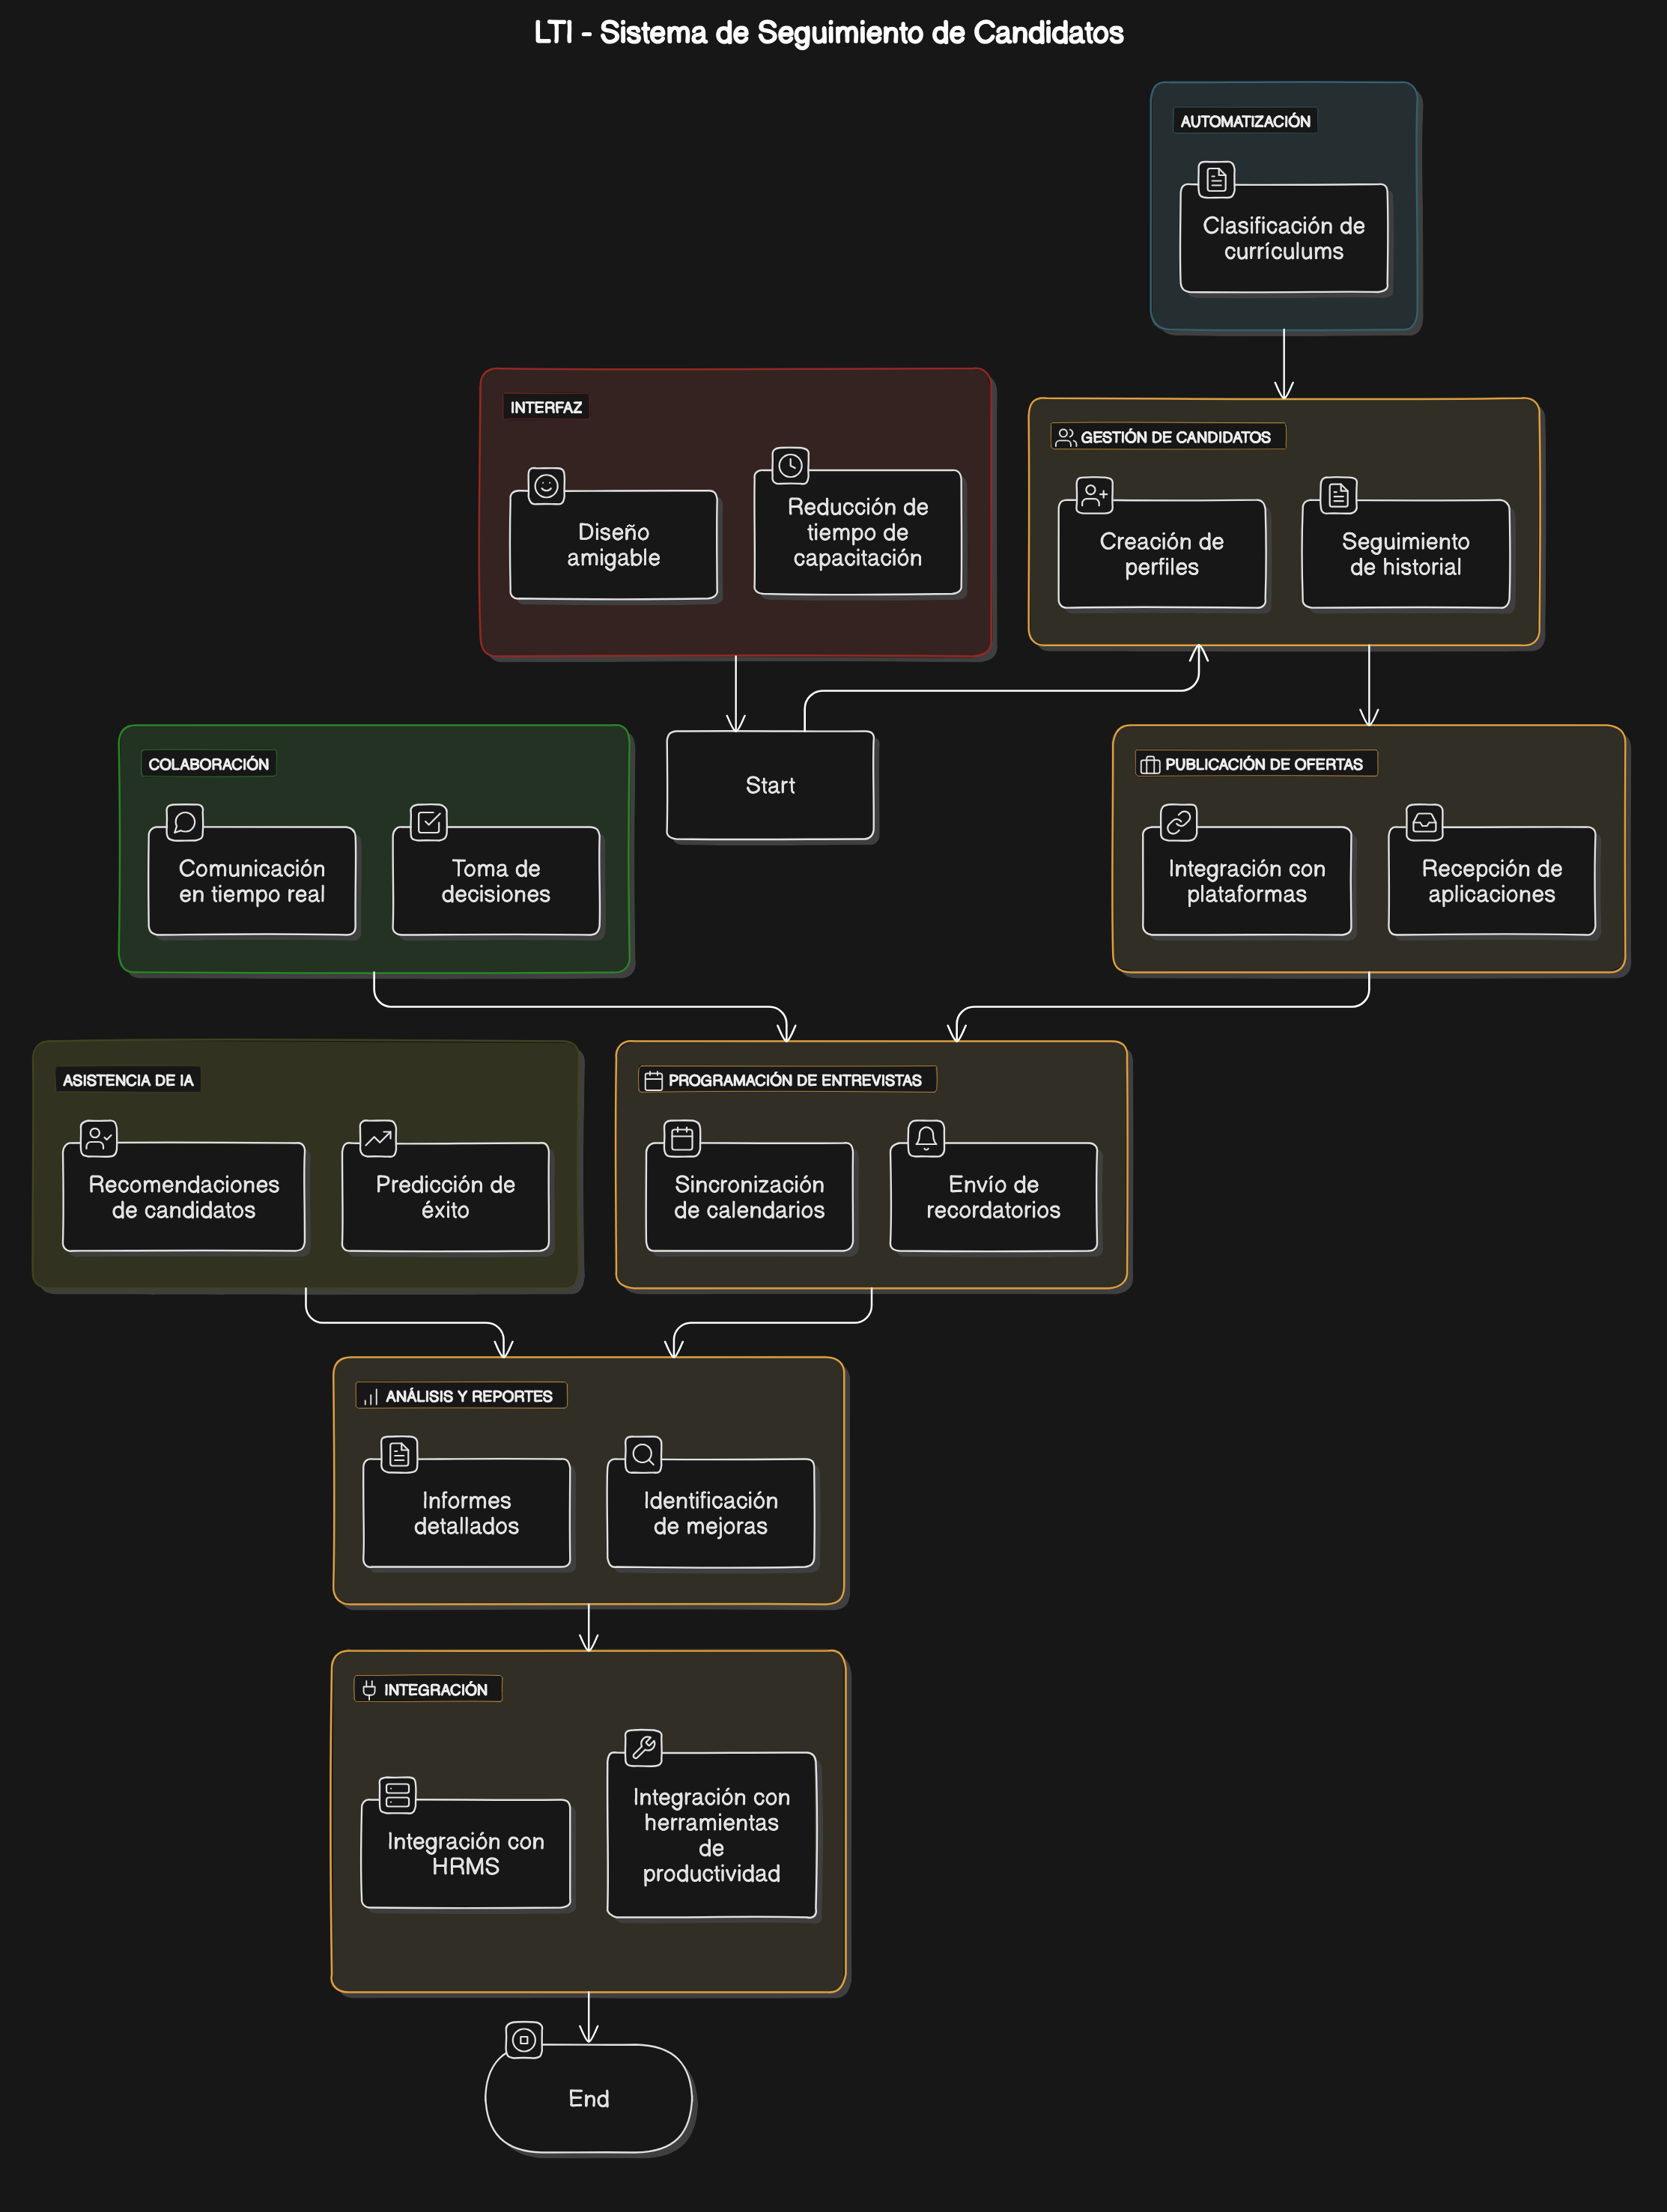 LTI - Sistema de Seguimiento de Candidatos
AUTOMATIZACIÓN
Clasificación de
currículums
INTERFAZ
Diseño
amigable
Reducción de
tiempo de
capacitación
GESTIÓN DE CANDIDATOS
Creación de
perfiles
Seguimiento
de historial
COLABORACIÓN
Comunicación
en tiempo real
Toma de
decisiones
Start
PUBLICACIÓN DE OFERTAS
Integración con
plataformas
Recepción de
aplicaciones
ASISTENCIA DE IA
Recomendaciones
de candidatos
Predicción de
éxito
PROGRAMACIÓN DE ENTREVISTAS
Sincronización
de calendarios
Envío de
recordatorios
ANÁLISIS Y REPORTES
Informes
detallados
Identificación
de mejoras
INTEGRACIÓN
Integración con
HRMS
Integración con
herramientas
de
productividad
End